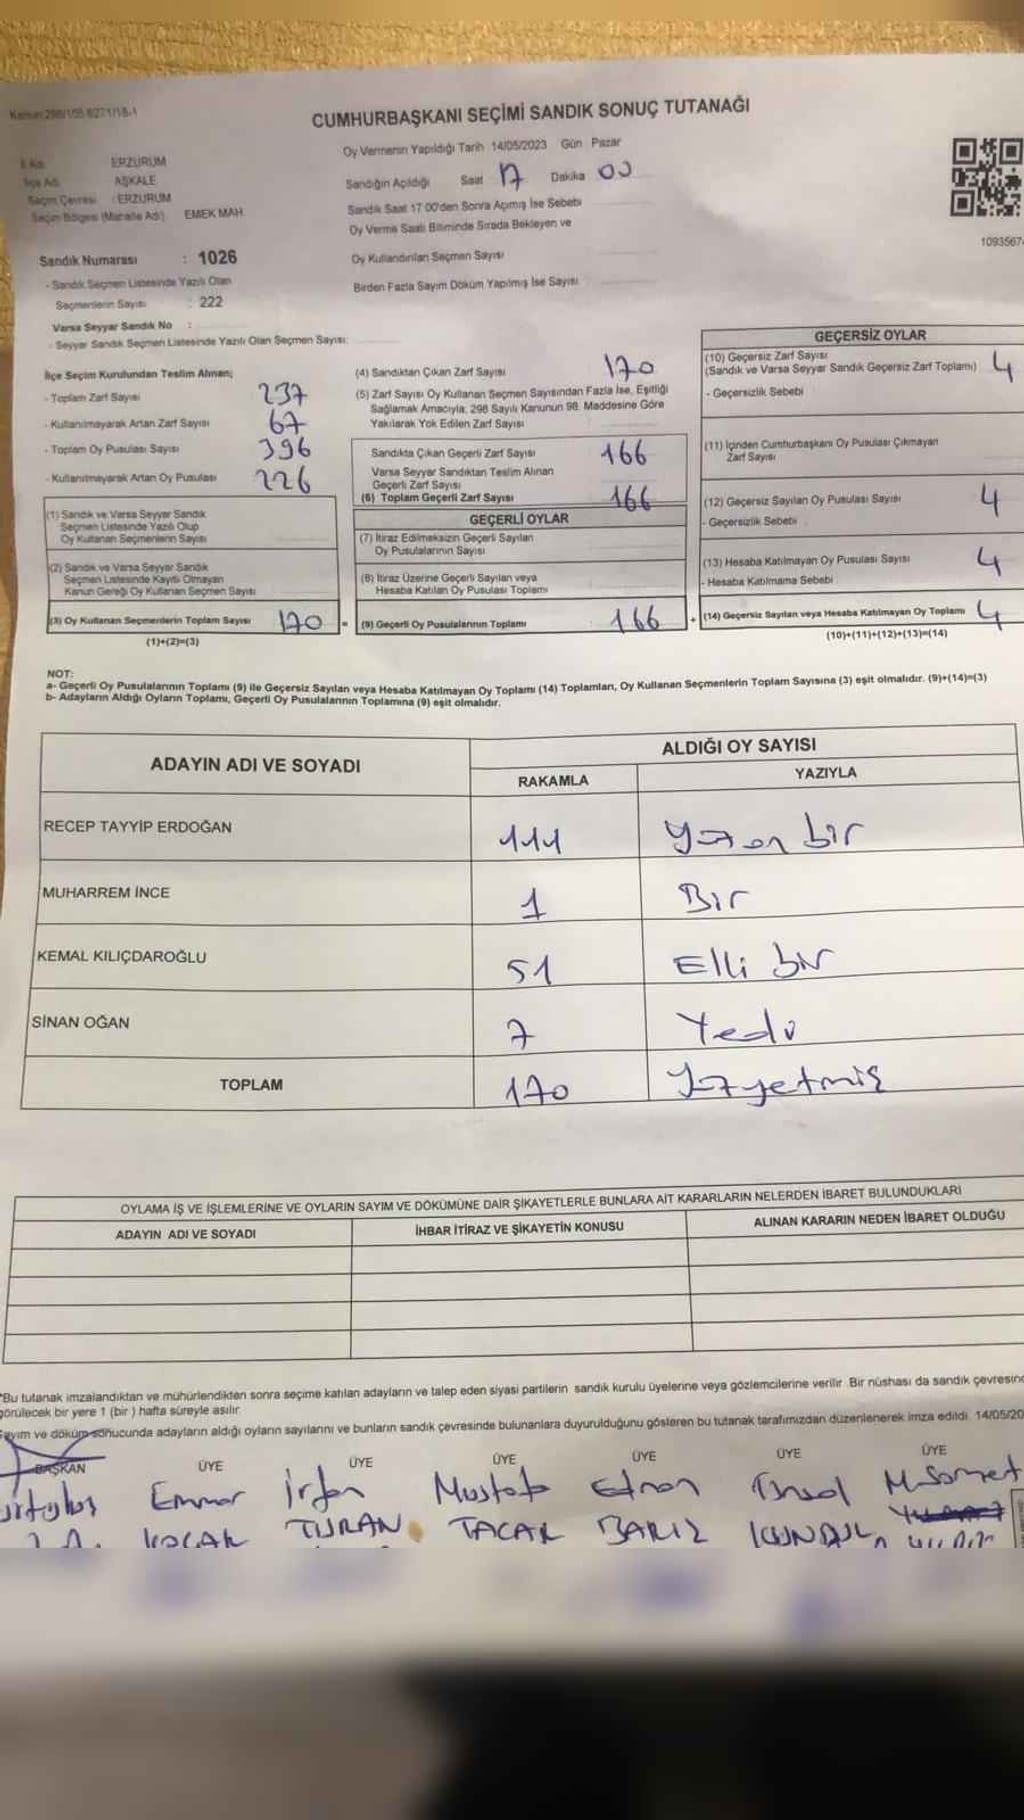 CUMHURBAŞKANI SEÇİMİ SANDIK SONUÇ TUTANAĞI
Oy Vermenin Yapıldığı Tarih 14/05/2023 Gün Pazar
İl Adı ERZURUM
İlçe Adı AŞKALE
Seçim Çevresi : ERZURUM
Seçim Bölgesi (Mahalle Adı) EMEK MAH.
Sandığın Açıldığı Saat 17 Dakika 00
Sandık Saat 17.00'den Sonra Açılmış İse Sebebi
Oy Verme Saati Bitiminde Sırada Bekleyen ve
Oy Kullandırılan Seçmen Sayısı
Birden Fazla Sayım Döküm Yapılmış İse Sayısı
1093567
Sandık Numarası : 1026
- Sandık Seçmen Listesinde Yazılı Olan
Seçmenlerin Sayısı : 222
Varsa Seyyar Sandık No :
- Seyyar Sandık Seçmen Listesinde Yazılı Olan Seçmen Sayısı:
İlçe Seçim Kurulundan Teslim Alınan;
- Toplam Zarf Sayısı 237
- Kullanılmayarak Artan Zarf Sayısı 67
- Toplam Oy Pusulası Sayısı 396
- Kullanılmayarak Artan Oy Pusulası 226
(1) Sandık ve Varsa Seyyar Sandık
Seçmen Listesinde Yazılı Olup
Oy Kullanan Seçmenlerin Sayısı
(2) Sandık ve Varsa Seyyar Sandık
Seçmen Listesinde Kayıtlı Olmayan
Kanun Gereği Oy Kullanan Seçmen Sayısı
(3) Oy Kullanan Seçmenlerin Toplam Sayısı 170
(1)+(2)=(3)
(4) Sandıktan Çıkan Zarf Sayısı 170
(5) Zarf Sayısı Oy Kullanan Seçmen Sayısından Fazla İse, Eşitliği
Sağlamak Amacıyla, 298 Sayılı Kanunun 98. Maddesine Göre
Yakılarak Yok Edilen Zarf Sayısı
Sandıkta Çıkan Geçerli Zarf Sayısı 166
Varsa Seyyar Sandıktan Teslim Alınan
Geçerli Zarf Sayısı
(6) Toplam Geçerli Zarf Sayısı 166
GEÇERLİ OYLAR
(7) İtiraz Edilmeksizin Geçerli Sayılan
Oy Pusulalarının Sayısı
(8) İtiraz Üzerine Geçerli Sayılan veya
Hesaba Katılan Oy Pusulası Toplamı
= (9) Geçerli Oy Pusulalarının Toplamı 166
GEÇERSİZ OYLAR
(10) Geçersiz Zarf Sayısı 4
(Sandık ve Varsa Seyyar Sandık Geçersiz Zarf Toplamı)
- Geçersizlik Sebebi
(11) İçinden Cumhurbaşkanı Oy Pusulası Çıkmayan
Zarf Sayısı
(12) Geçersiz Sayılan Oy Pusulası Sayısı 4
- Geçersizlik Sebebi
(13) Hesaba Katılmayan Oy Pusulası Sayısı 4
- Hesaba Katılmama Sebebi
+ (14) Geçersiz Sayılan veya Hesaba Katılmayan Oy Toplamı 4
(10)+(11)+(12)+(13)=(14)
NOT:
a- Geçerli Oy Pusulalarının Toplamı (9) ile Geçersiz Sayılan veya Hesaba Katılmayan Oy Toplamı (14) Toplamları, Oy Kullanan Seçmenlerin Toplam Sayısına (3) eşit olmalıdır. (9)+(14)=(3)
b- Adayların Aldığı Oyların Toplamı, Geçerli Oy Pusulalarının Toplamına (9) eşit olmalıdır.
ADAYIN ADI VE SOYADI
ALDIĞI OY SAYISI
RAKAMLA YAZIYLA
RECEP TAYYİP ERDOĞAN 111 Yüz on bir
MUHARREM İNCE 1 Bir
KEMAL KILIÇDAROĞLU 51 Elli bir
SİNAN OĞAN 7 Yedi
TOPLAM 170 Yüzyetmiş
OYLAMA İŞ VE İŞLEMLERİNE VE OYLARIN SAYIM VE DÖKÜMÜNE DAİR ŞİKAYETLERLE BUNLARA AİT KARARLARIN NELERDEN İBARET BULUNDUKLARI
ADAYIN ADI VE SOYADI İHBAR İTİRAZ VE ŞİKAYETİN KONUSU ALINAN KARARIN NEDEN İBARET OLDUĞU
*Bu tutanak imzalandıktan ve mühürlendikten sonra seçime katılan adayların ve talep eden siyasi partilerin sandık kurulu üyelerine veya gözlemcilerine verilir. Bir nüshası da sandık çevresinde
görülecek bir yere 1 (bir) hafta süreyle asılır.
Sayım ve döküm sonucunda adayların aldığı oyların sayılarını ve bunların sandık çevresinde bulunanlara duyurulduğunu gösteren bu tutanak tarafımızdan düzenlenerek imza edildi. 14/05/20
BAŞKAN ÜYE ÜYE ÜYE ÜYE ÜYE ÜYE
İrfan Mustafa M. Samet
KOÇAK TURAN TACAR